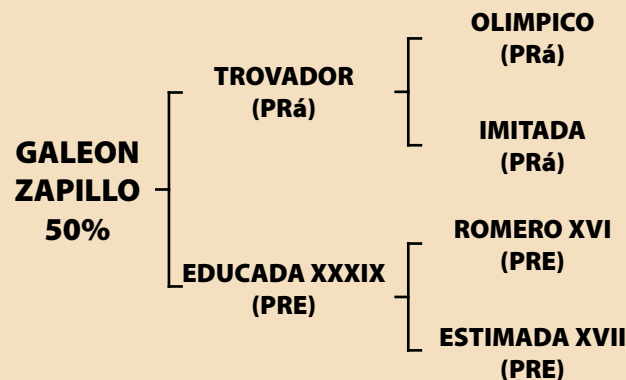 GALEON
ZAPILLO
50%
TROVADOR
(PRá)
EDUCADA XXXIX
(PRE)
OLIMPICO
(PRá)
IMITADA
(PRá)
ROMERO XVI
(PRE)
ESTIMADA XVII
(PRE)